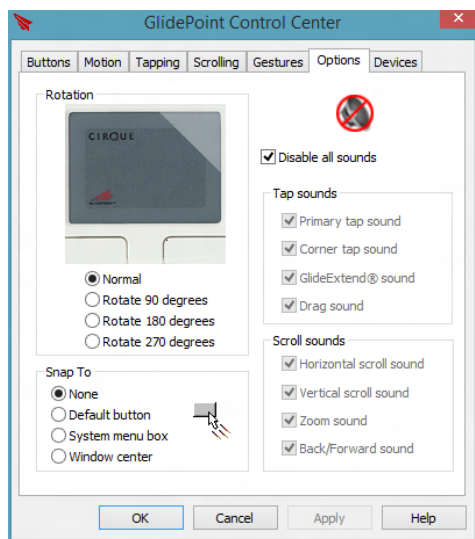 GlidePoint Control Center
Buttons Motion Tapping Scrolling Gestures Options Devices
Rotation
CIRQUE
Normal
Rotate 90 degrees
Rotate 180 degrees
Rotate 270 degrees
Snap To
None
Default button
System menu box
Window center
Disable all sounds
Tap sounds
Primary tap sound
Corner tap sound
GlideExtend® sound
Drag sound
Scroll sounds
Horizontal scroll sound
Vertical scroll sound
Zoom sound
Back/Forward sound
OK Cancel Apply Help